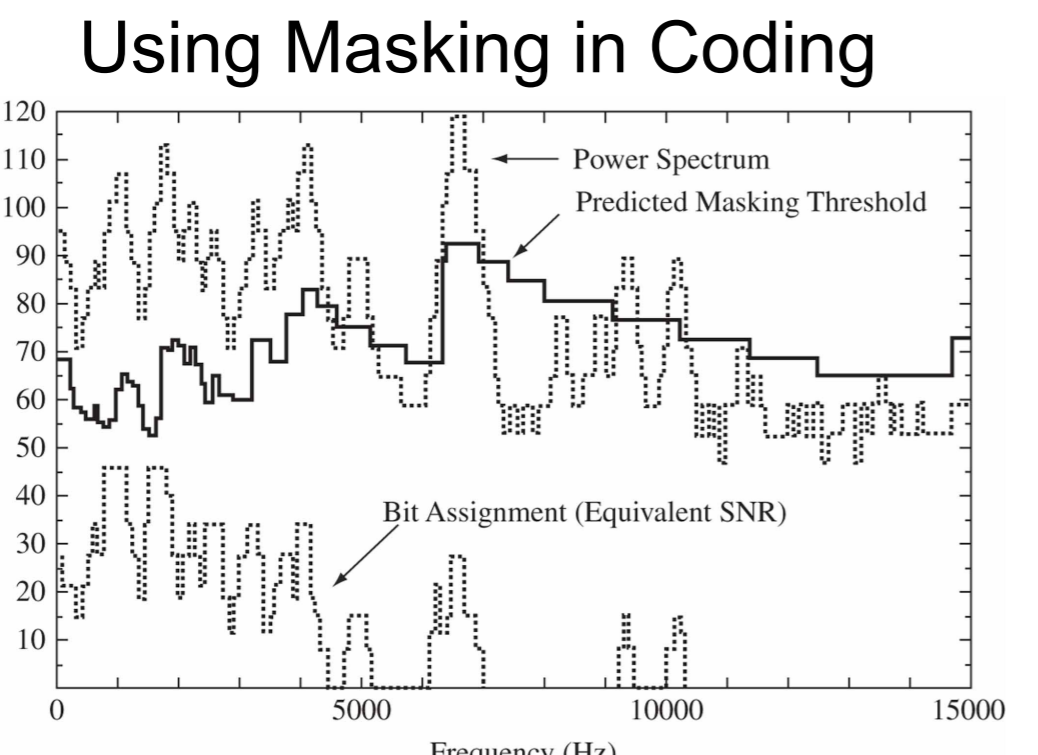 Using Masking in Coding
120
110
100
90
80
70
60
50
40
30
20
10
Power Spectrum
Predicted Masking Threshold
Bit Assignment (Equivalent SNR)
0 5000 10000 15000
Frequency (Hz)